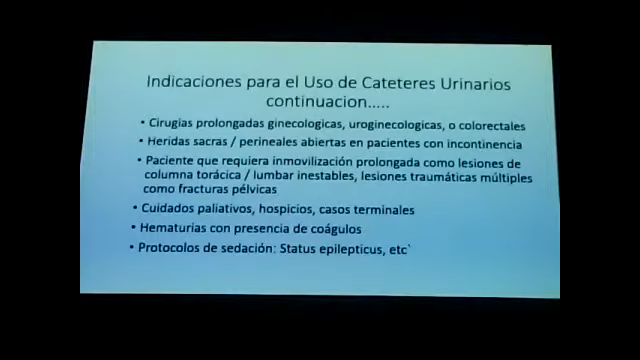 Indicaciones para el Uso de Cateteres Urinarios
continuacion.....
• Cirugias prolongadas ginecologicas, uroginecologicas, o colorectales
• Heridas sacras / perineales abiertas en pacientes con incontinencia
• Paciente que requiera inmovilización prolongada como lesiones de
columna torácica / lumbar inestables, lesiones traumáticas múltiples
como fracturas pélvicas
• Cuidados paliativos, hospicios, casos terminales
• Hematurias con presencia de coágulos
• Protocolos de sedación: Status epilepticus, etc`